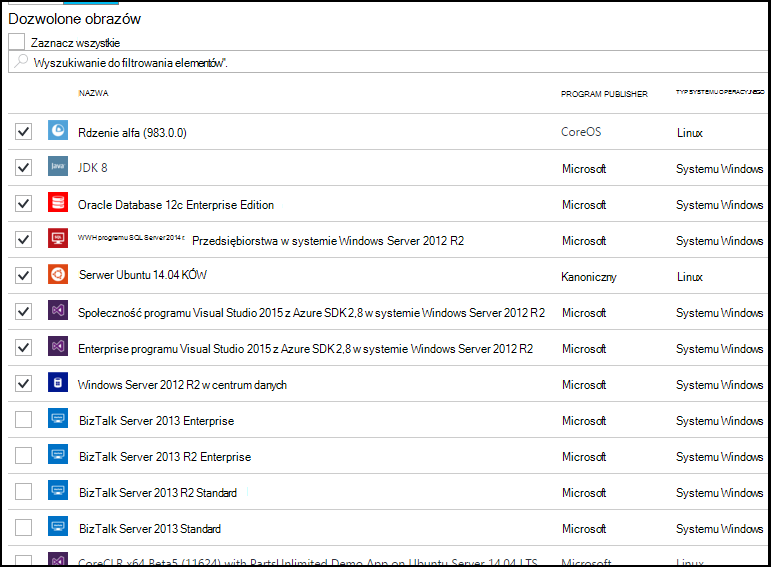 Dozwolone obrazów
Zaznacz wszystkie
Wyszukiwanie do filtrowania elementów".
NAZWA PROGRAM PUBLISHER TYP SYSTEMU OPERACYJNEGO
Rdzenie alfa (983.0.0) CoreOS Linux
Java JDK 8 Microsoft Systemu Windows
Oracle Database 12c Enterprise Edition Microsoft Systemu Windows
WWH programu SQL Server 2014 r. Przedsiębiorstwa w systemie Windows Server 2012 R2 Microsoft Systemu Windows
Serwer Ubuntu 14.04 KÓW Kanoniczny Linux
Społeczność programu Visual Studio 2015 z Azure SDK 2,8 w systemie Windows Server 2012 R2 Microsoft Systemu Windows
Enterprise programu Visual Studio 2015 z Azure SDK 2,8 w systemie Windows Server 2012 R2 Microsoft Systemu Windows
Windows Server 2012 R2 w centrum danych Microsoft Systemu Windows
BizTalk Server 2013 Enterprise Microsoft Systemu Windows
BizTalk Server 2013 R2 Enterprise Microsoft Systemu Windows
BizTalk Server 2013 R2 Standard Microsoft Systemu Windows
BizTalk Server 2013 Standard Microsoft Systemu Windows
CoreCLR x64 Beta5 (11624) with PartsUnlimited Demo App on Ubuntu Server 14.04 LTS Microsoft Linux